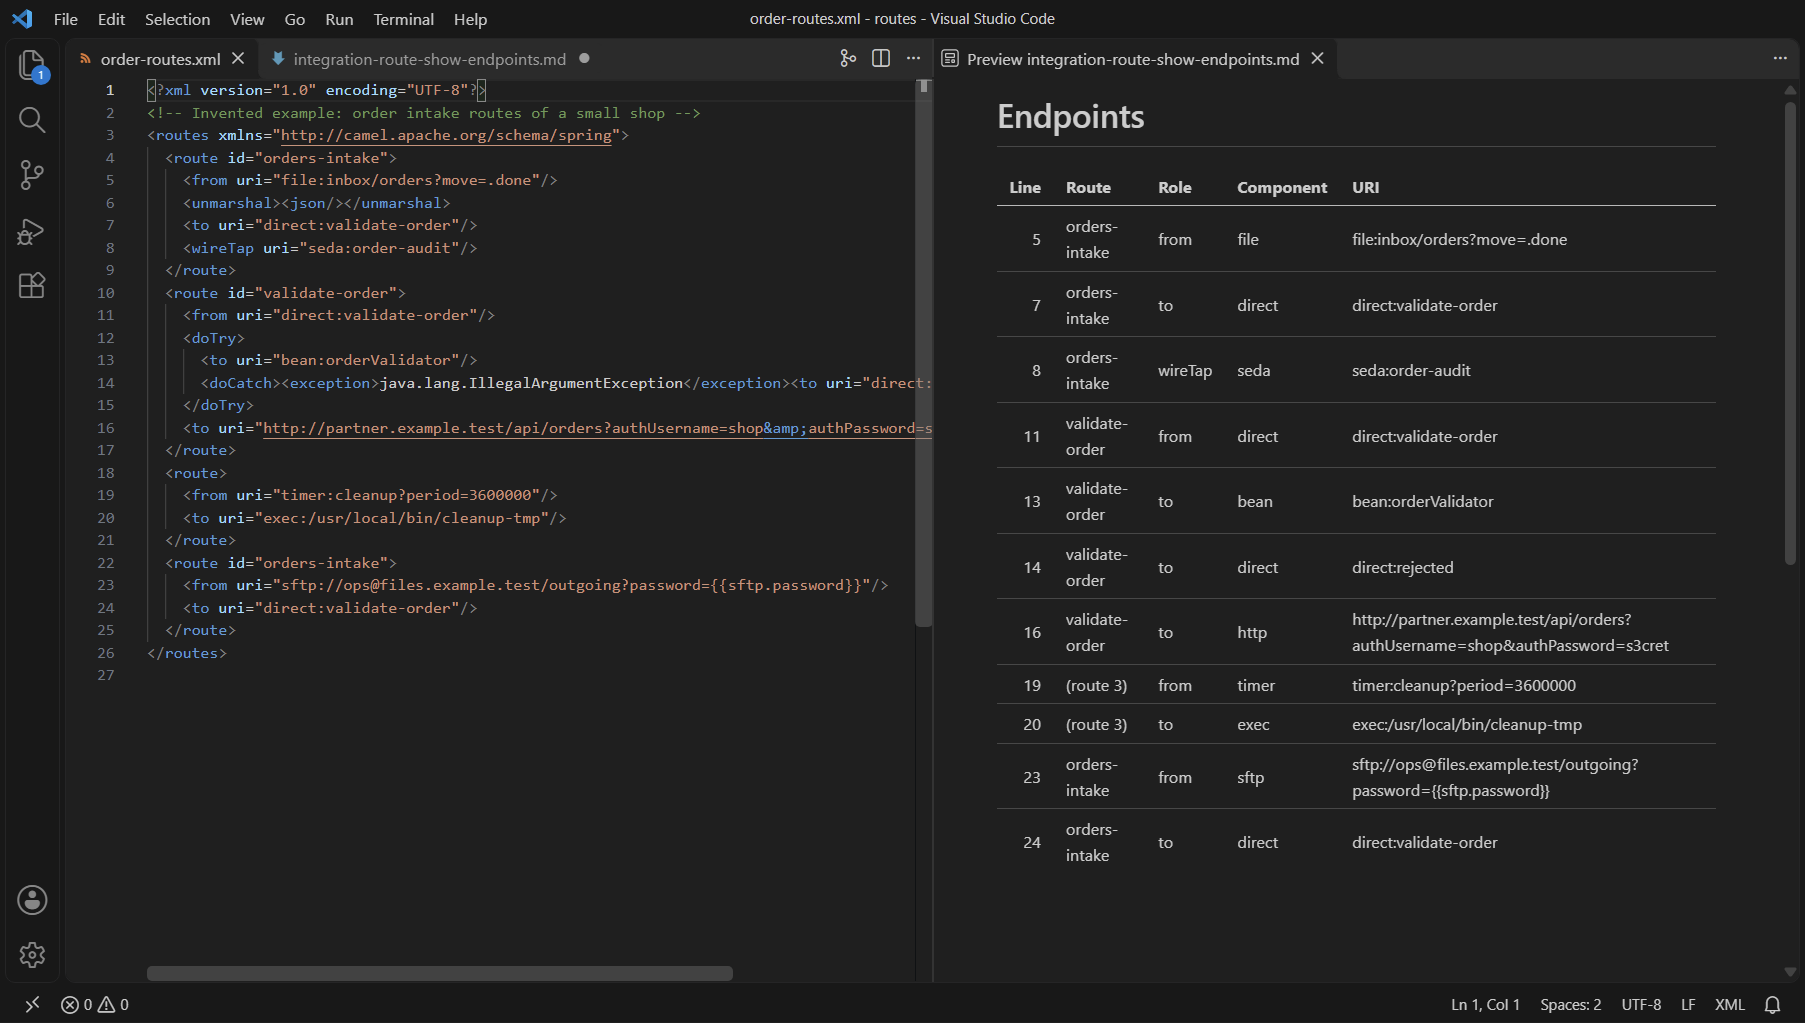 File Edit Selection View Go Run Terminal Help
order-routes.xml - routes - Visual Studio Code
order-routes.xml
integration-route-show-endpoints.md
1
1 <?xml version="1.0" encoding="UTF-8"?>
2 <!-- Invented example: order intake routes of a small shop -->
3 <routes xmlns="http://camel.apache.org/schema/spring">
4 <route id="orders-intake">
5 <from uri="file:inbox/orders?move=.done"/>
6 <unmarshal><json/></unmarshal>
7 <to uri="direct:validate-order"/>
8 <wireTap uri="seda:order-audit"/>
9 </route>
10 <route id="validate-order">
11 <from uri="direct:validate-order"/>
12 <doTry>
13 <to uri="bean:orderValidator"/>
14 <doCatch><exception>java.lang.IllegalArgumentException</exception><to uri="direct:
15 </doTry>
16 <to uri="http://partner.example.test/api/orders?authUsername=shop&amp;authPassword=s
17 </route>
18 <route>
19 <from uri="timer:cleanup?period=3600000"/>
20 <to uri="exec:/usr/local/bin/cleanup-tmp"/>
21 </route>
22 <route id="orders-intake">
23 <from uri="sftp://ops@files.example.test/outgoing?password={{sftp.password}}"/>
24 <to uri="direct:validate-order"/>
25 </route>
26 </routes>
27
Preview integration-route-show-endpoints.md
Endpoints
Line Route Role Component URI
5 orders-intake from file file:inbox/orders?move=.done
7 orders-intake to direct direct:validate-order
8 orders-intake wireTap seda seda:order-audit
11 validate-order from direct direct:validate-order
13 validate-order to bean bean:orderValidator
14 validate-order to direct direct:rejected
16 validate-order to http http://partner.example.test/api/orders?authUsername=shop&authPassword=s3cret
19 (route 3) from timer timer:cleanup?period=3600000
20 (route 3) to exec exec:/usr/local/bin/cleanup-tmp
23 orders-intake from sftp sftp://ops@files.example.test/outgoing?password={{sftp.password}}
24 orders-intake to direct direct:validate-order
0 0
Ln 1, Col 1 Spaces: 2 UTF-8 LF XML